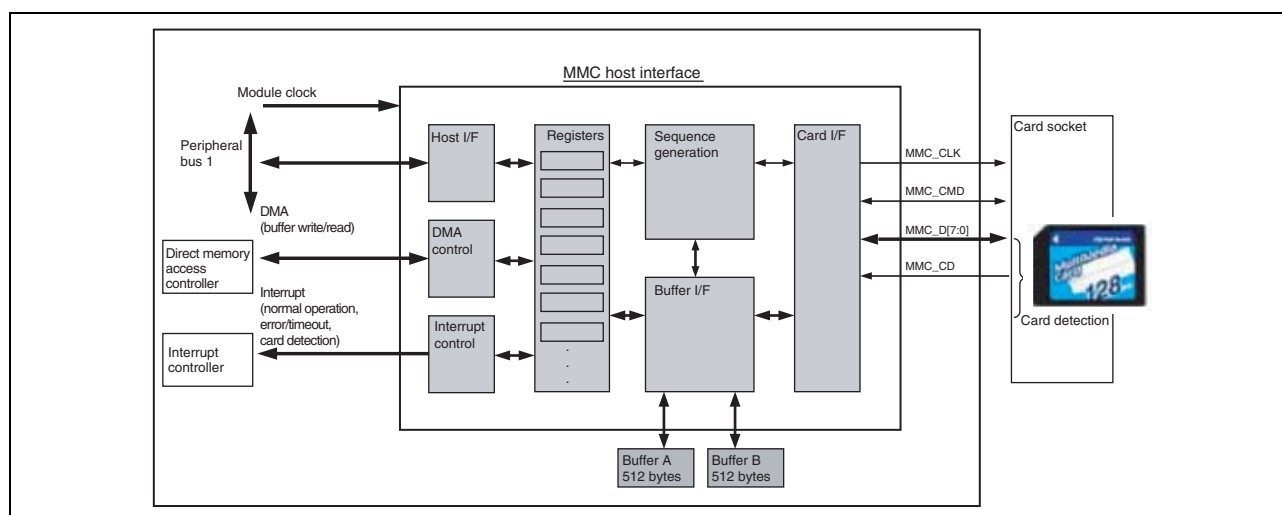 MMC host interface
Module clock
Peripheral
bus 1
DMA
(buffer write/read)
Direct memory
access
controller
Interrupt
(normal operation,
error/timeout,
card detection)
Interrupt
controller
Host I/F
DMA
control
Interrupt
control
Registers
.
.
.
Sequence
generation
Buffer I/F
Card I/F
Buffer A
512 bytes
Buffer B
512 bytes
MMC_CLK
MMC_CMD
MMC_D[7:0]
MMC_CD
Card socket
MultiMedia
Card
128
Card detection